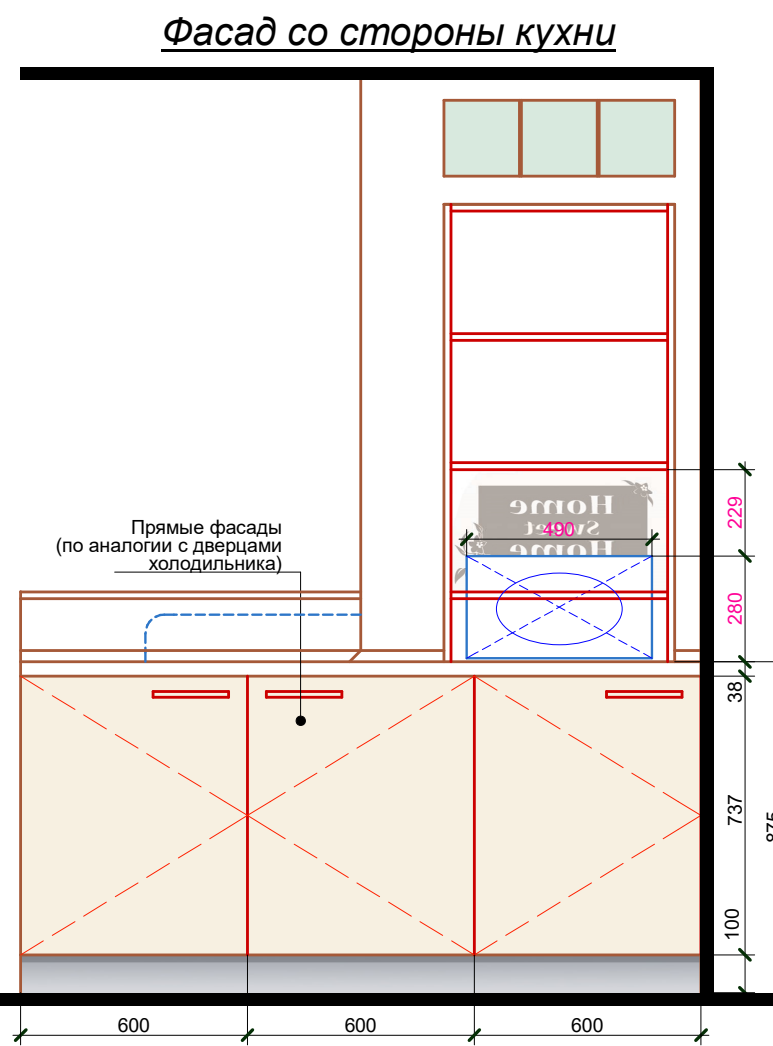 Фасад со стороны кухни
Home
Sweet
Home
490
229
280
Прямые фасады
(по аналогии с дверцами
холодильника)
38
737
875
100
600
600
600